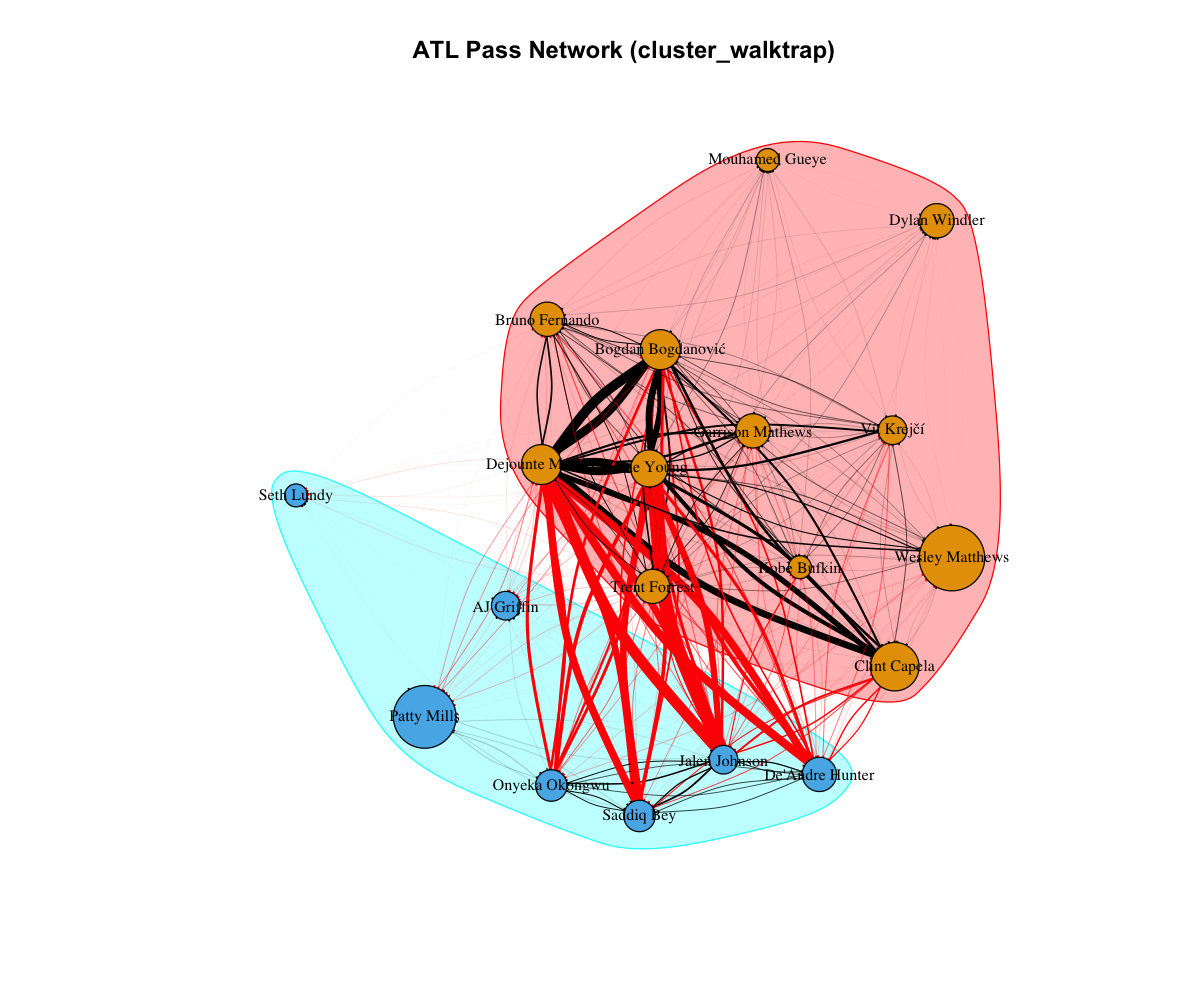 ATL Pass Network (cluster_walktrap)
Mouhamed Gueye
Dylan Windler
Bruno Fernando
Bogdan Bogdanović
Garrison Mathews
Vit Krejčí
Dejounte M
e Young
Seth Lundy
Wesley Matthews
Kobe Bufkin
Trent Forrest
AJ Griffin
Clint Capela
Patty Mills
Jalen Johnson
De'Andre Hunter
Onyeka Okongwu
Saddiq Bey